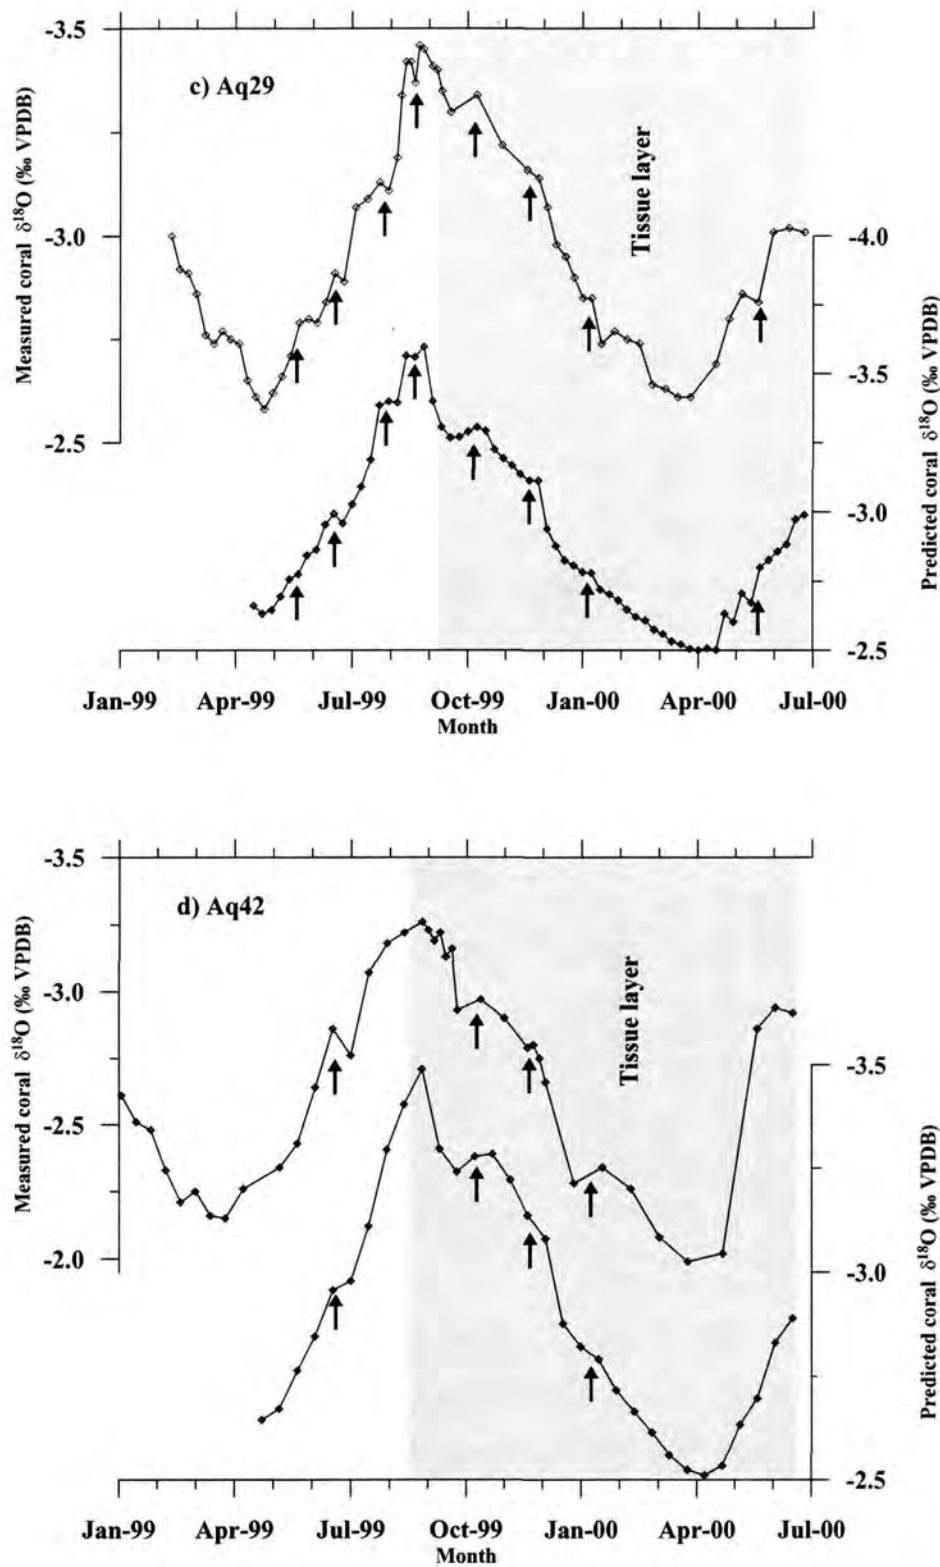 -3.5
c) Aq29
Tissue layer
Measured coral δ18O (‰ VPDB)
-3.0
-4.0
-3.5
Predicted coral δ18O (‰ VPDB)
-2.5
-3.0
-2.5
Jan-99 Apr-99 Jul-99 Oct-99 Jan-00 Apr-00 Jul-00
Month
-3.5
d) Aq42
Tissue layer
Measured coral δ18O (‰ VPDB)
-3.0
-3.5
-2.5
Predicted coral δ18O (‰ VPDB)
-2.0
-3.0
-2.5
Jan-99 Apr-99 Jul-99 Oct-99 Jan-00 Apr-00 Jul-00
Month